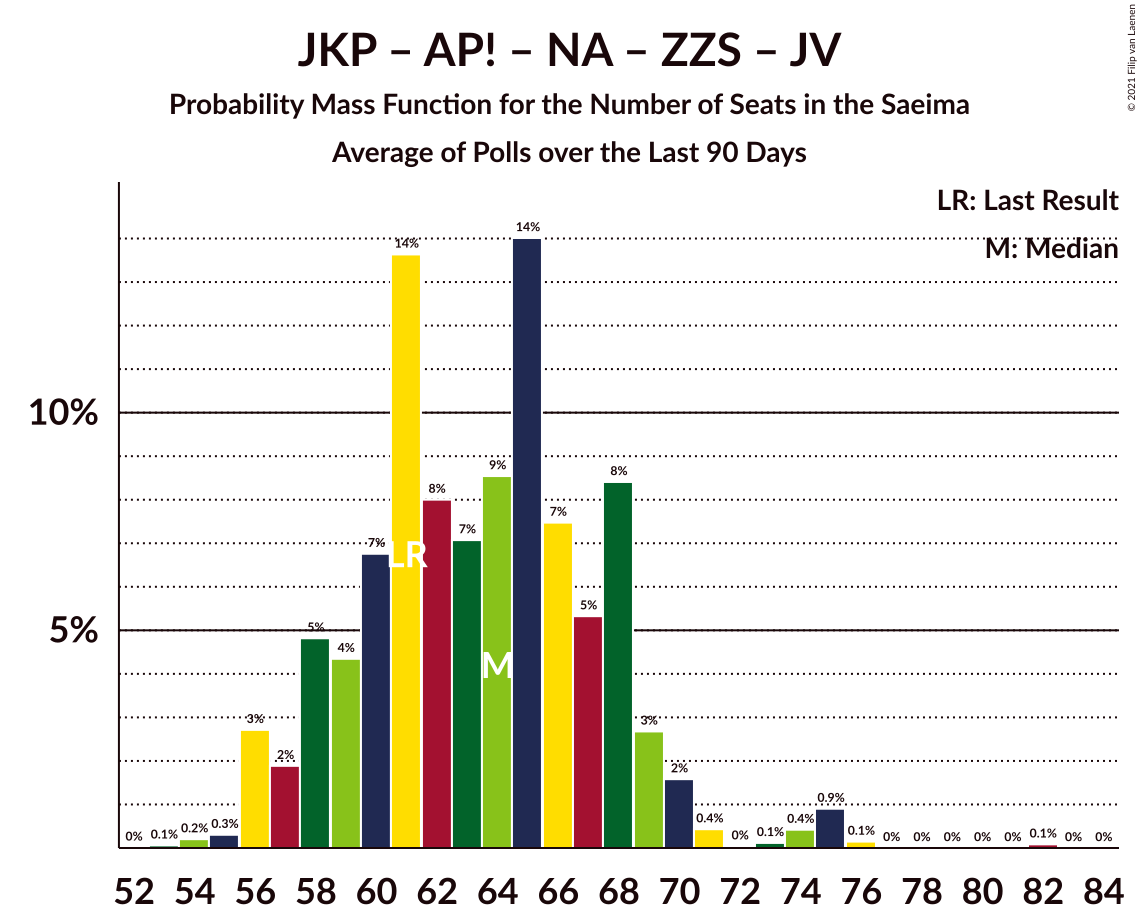 JKP – AP! – NA – ZZS – JV
Probability Mass Function for the Number of Seats in the Saeima
Average of Polls over the Last 90 Days
© 2021 Filip van Laenen
LR: Last Result
M: Median
10%
5%
0% 0.1% 0.2% 0.3% 3% 2% 5% 4% 7% 14% 8% 7% 9% 14% 7% 5% 8% 3% 2% 0.4% 0% 0.1% 0.4% 0.9% 0.1% 0% 0% 0% 0% 0% 0.1% 0% 0%
LR
M
52 54 56 58 60 62 64 66 68 70 72 74 76 78 80 82 84